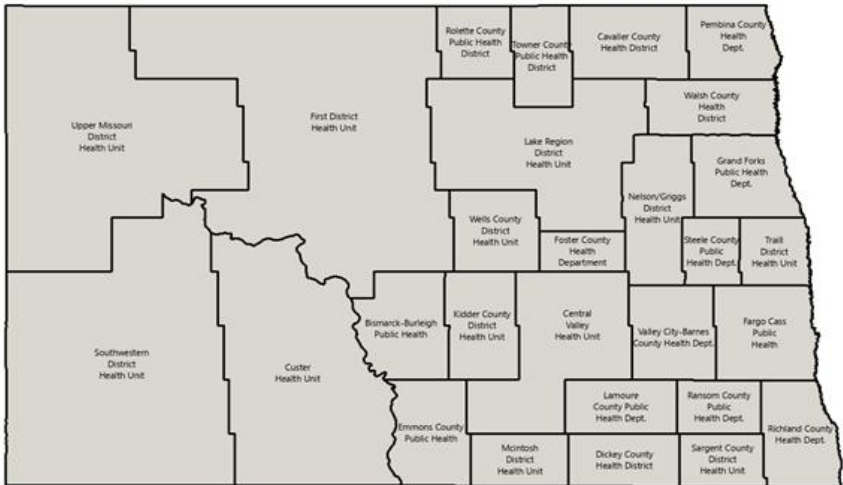 Rolette County
Public Health
District
Towner County
Public Health
District
Cavalier County
Health District
Pembina County
Health
Dept.
Walsh County
Health
District
Upper Missouri
District
Health Unit
First District
Health Unit
Lake Region
District
Health Unit
Grand Forks
Public Health
Dept.
Nelson/Griggs
District
Health Unit
Wells County
District
Health Unit
Foster County
Health
Department
Steele County
Public
Health Dept.
Traill
District
Health Unit
Bismarck-Burleigh
Public Health
Kidder County
District
Health Unit
Central
Valley
Health Unit
Valley City-Barnes
County Health Dept.
Fargo Cass
Public
Health
Southwestern
District
Health Unit
Custer
Health Unit
Emmons County
Public Health
Lamoure
County Public
Health Dept.
Ransom County
Public
Health Dept.
Richland County
Health Dept.
Mcintosh
District
Health Unit
Dickey County
Health District
Sargent County
District
Health Unit